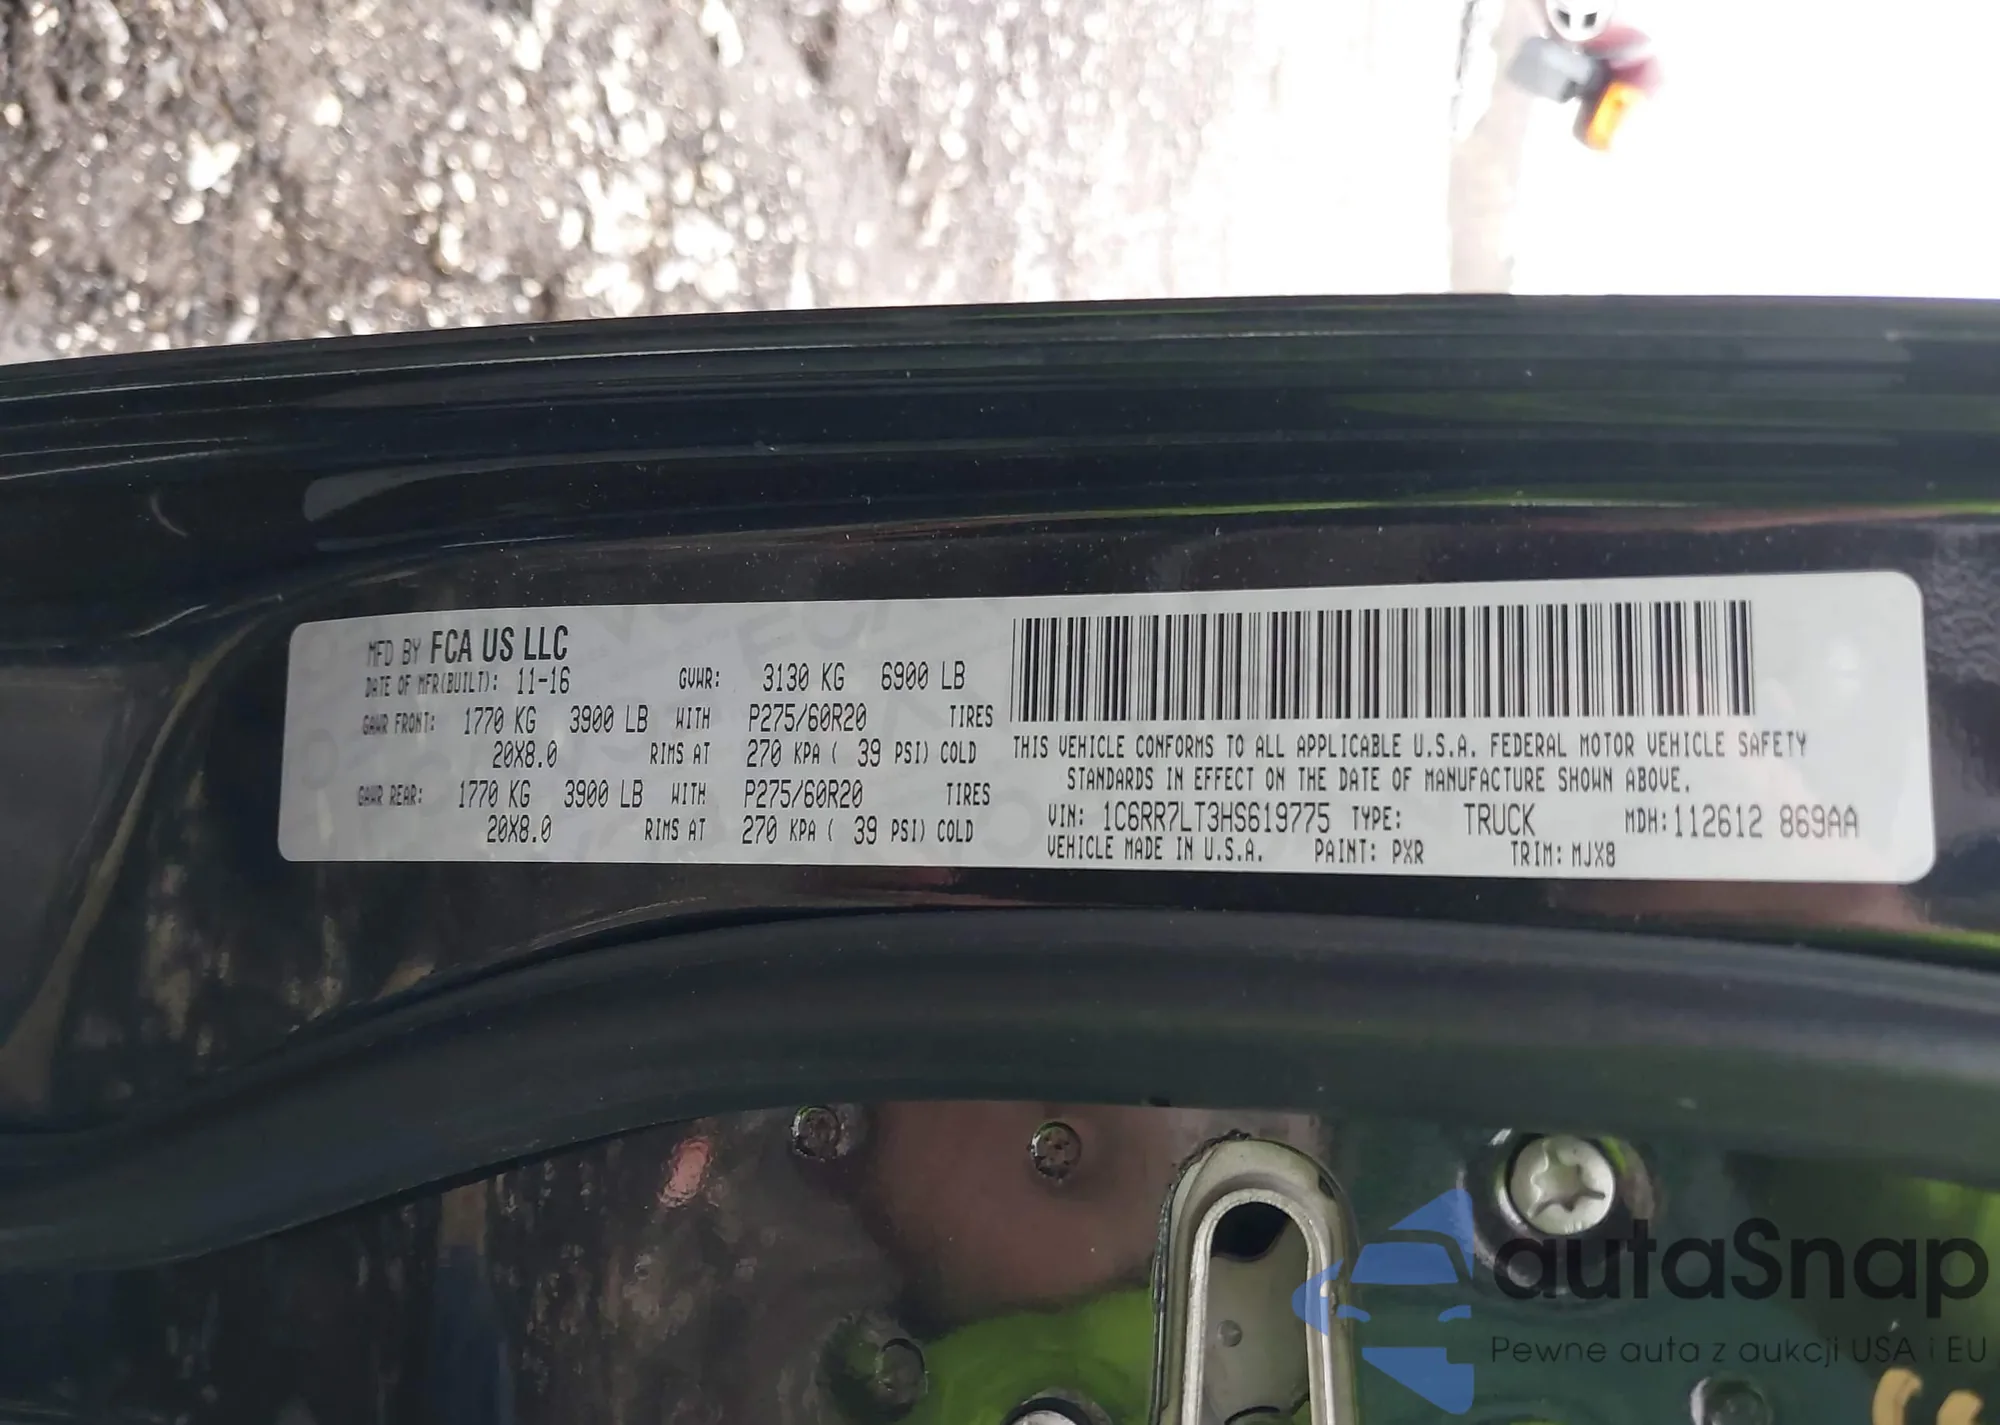 MFD BY FCA US LLC
DATE OF MFR(BUILT): 11-16 GVWR: 3130 KG 6900 LB
GAWR FRONT: 1770 KG 3900 LB WITH P275/60R20 TIRES
20X8.0 RIMS AT 270 KPA ( 39 PSI) COLD
GAWR REAR: 1770 KG 3900 LB WITH P275/60R20 TIRES
20X8.0 RIMS AT 270 KPA ( 39 PSI) COLD
THIS VEHICLE CONFORMS TO ALL APPLICABLE U.S.A. FEDERAL MOTOR VEHICLE SAFETY
STANDARDS IN EFFECT ON THE DATE OF MANUFACTURE SHOWN ABOVE.
VIN: 1C6RR7LT3HS619775 TYPE: TRUCK MDH:112612 869AA
VEHICLE MADE IN U.S.A. PAINT: PXR TRIM: MJX8
autaSnap
Pewne auta z aukcji USA i EU